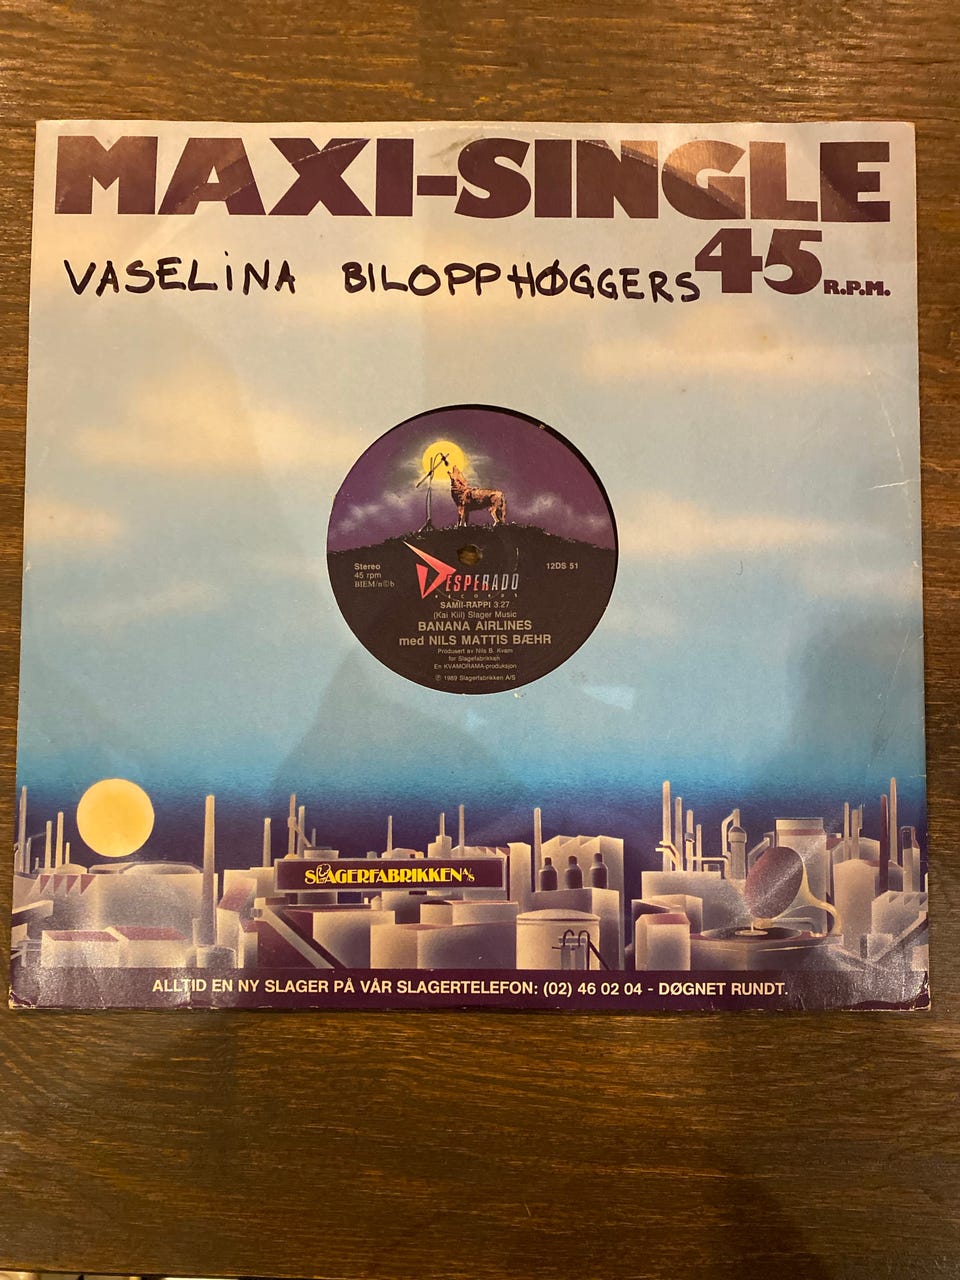 MAXI-SINGLE
45 R.P.M.
VASELINA BILOPPHØGGERS
Stereo
45 rpm
BIEM/n©b
12DS 51
DESPERADO
RECORDS
SAMII-RAPPI 3.27
(Kai Kiil) Slager Music
BANANA AIRLINES
med NILS MATTIS BÆHR
Produsert av Nils B. Kvam
for Slagefabrikken
En KVAMORAMA-produksjon
℗ 1989 Slagerfabrikken A/S
SLAGERFABRIKKEN A/S
ALLTID EN NY SLAGER PÅ VÅR SLAGERTELEFON: (02) 46 02 04 - DØGNET RUNDT.